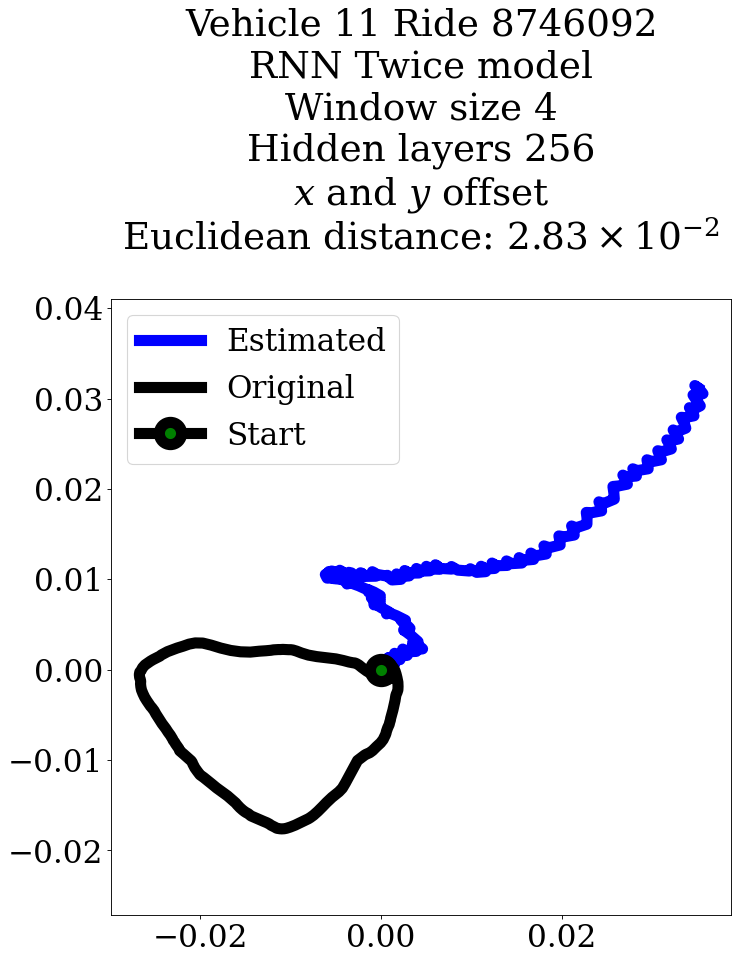 Vehicle 11 Ride 8746092
RNN Twice model
Window size 4
Hidden layers 256
x and y offset
Euclidean distance: 2.83 × 10⁻²
0.04
Estimated
Original
Start
0.03
0.02
0.01
0.00
−0.01
−0.02
−0.02 0.00 0.02